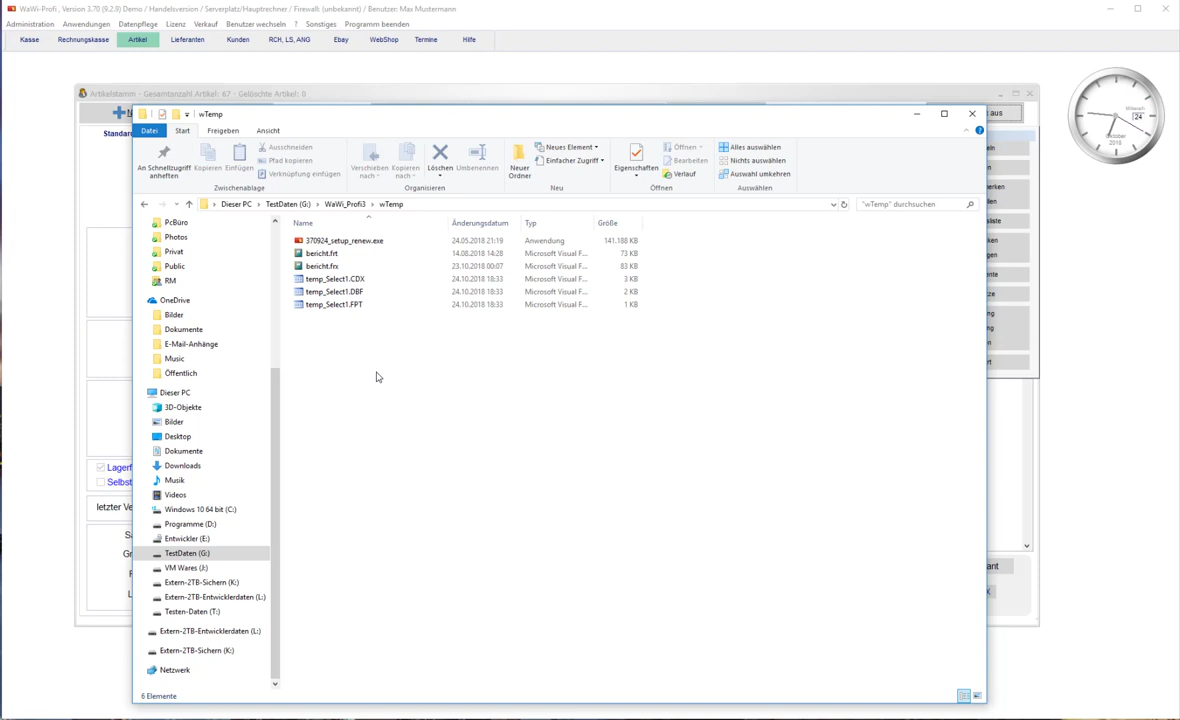 WaWi-Profi , Version 3.70 (9.2.9) Demo / Handelsversion / Serverplatz/Hauptrechner / Firewall: (unbekannt) / Benutzer: Max Mustermann
Administration Anwendungen Datenpflege Lizenz Verkauf Benutzer wechseln ? Sonstiges Programm beenden
Kasse Rechnungskasse Artikel Lieferanten Kunden RCH, LS, ANG Ebay WebShop Termine Hilfe
Artikelstamm - Gesamtanzahl Artikel: 67 - Gelöschte Artikel: 0
wTemp
aus
Datei Start Freigeben Ansicht
Standar
An Schnellzugriff anheften
Kopieren
Einfügen
Ausschneiden
Pfad kopieren
Verknüpfung einfügen
Zwischenablage
Verschieben nach
Kopieren nach
Löschen
Umbenennen
Organisieren
Neuer Ordner
Neues Element
Einfacher Zugriff
Neu
Eigenschaften
Öffnen
Bearbeiten
Verlauf
Öffnen
Alles auswählen
Nichts auswählen
Auswahl umkehren
Auswählen
Dieser PC > TestDaten (G:) > WaWi_Profi3 > wTemp
"wTemp" durchsuchen
Name Änderungsdatum Typ Größe
370924_setup_renew.exe 24.05.2018 21:19 Anwendung 141.188 KB
bericht.frt 14.08.2018 14:28 Microsoft Visual F... 73 KB
bericht.frx 23.10.2018 00:07 Microsoft Visual F... 83 KB
temp_Select1.CDX 24.10.2018 18:33 Microsoft Visual F... 3 KB
temp_Select1.DBF 24.10.2018 18:33 Microsoft Visual F... 2 KB
temp_Select1.FPT 24.10.2018 18:33 Microsoft Visual F... 1 KB
PcBüro
Photos
Privat
Public
RM
OneDrive
Bilder
Dokumente
E-Mail-Anhänge
Music
Öffentlich
Dieser PC
3D-Objekte
Bilder
Desktop
Dokumente
Downloads
Musik
Videos
Windows 10 64 bit (C:)
Programme (D:)
Entwickler (E:)
TestDaten (G:)
VM Wares (J:)
Extern-2TB-Sichern (K:)
Extern-2TB-Entwicklerdaten (L:)
Testen-Daten (T:)
Extern-2TB-Entwicklerdaten (L:)
Extern-2TB-Sichern (K:)
Netzwerk
6 Elemente
Lagerf
Selbst
letzter Ve
Mittwoch
24
Oktober
2018